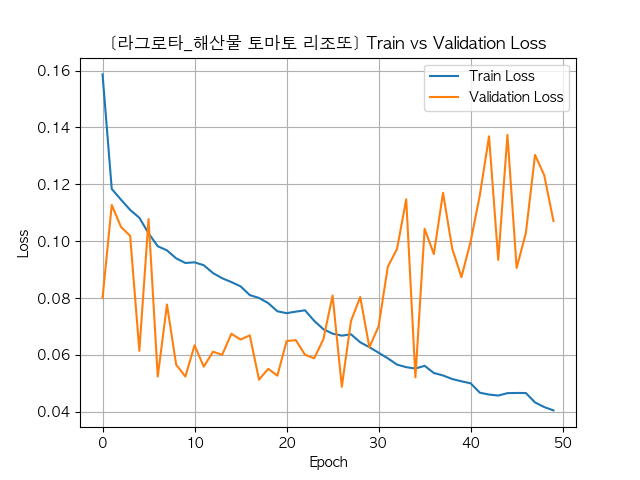 [라그로타_해산물 토마토 리조또] Train vs Validation Loss
Train Loss
Validation Loss
Loss
0.16
0.14
0.12
0.10
0.08
0.06
0.04
0
10
20
30
40
50
Epoch